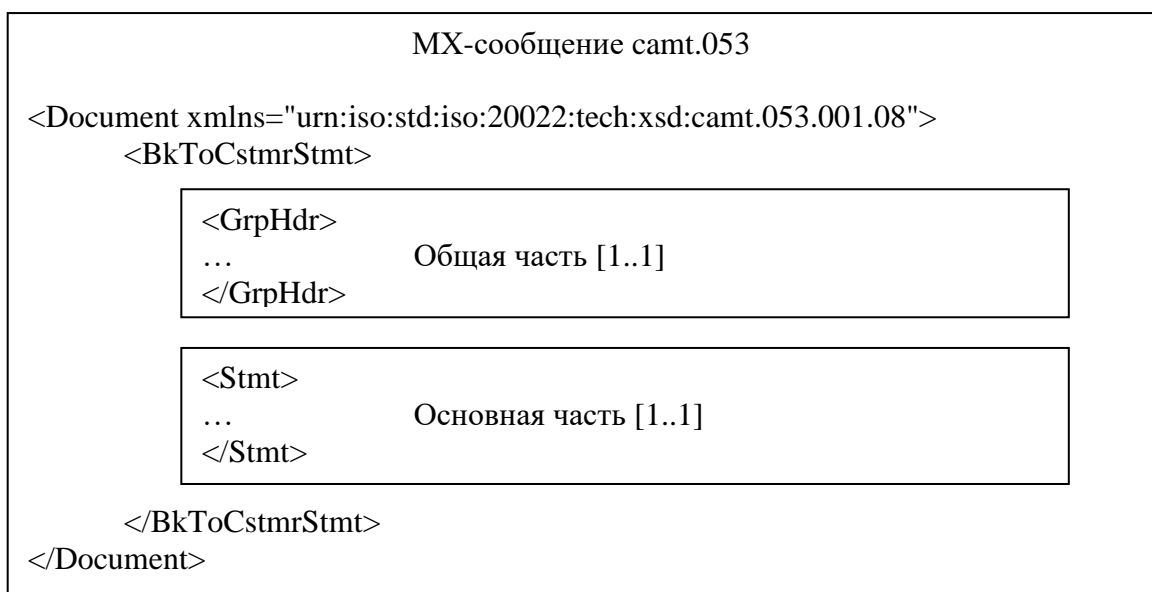 MX-сообщение camt.053
<Document xmlns="urn:iso:std:iso:20022:tech:xsd:camt.053.001.08">
<BkToCstmrStmt>
<GrpHdr>
… Общая часть [1..1]
</GrpHdr>
<Stmt>
… Основная часть [1..1]
</Stmt>
</BkToCstmrStmt>
</Document>